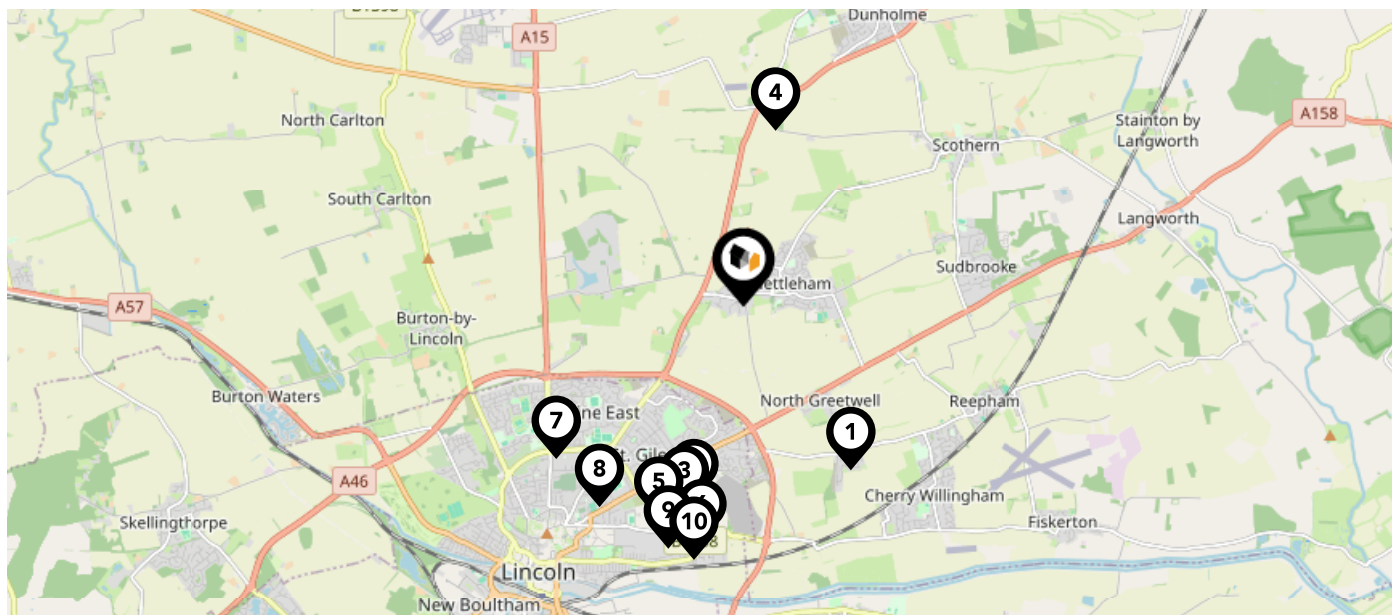 Dunholme
A15
4
North Carlton
Stainton by
Langworth
A158
Scothern
South Carlton
Langworth
Sudbrooke
A57
Burton-by-
Lincoln
Burton Waters
North Greetwell
Reepham
7
1
8
3
5
9
10
A46
Skellingthorpe
Cherry Willingham
Fiskerton
Lincoln
New Boultham